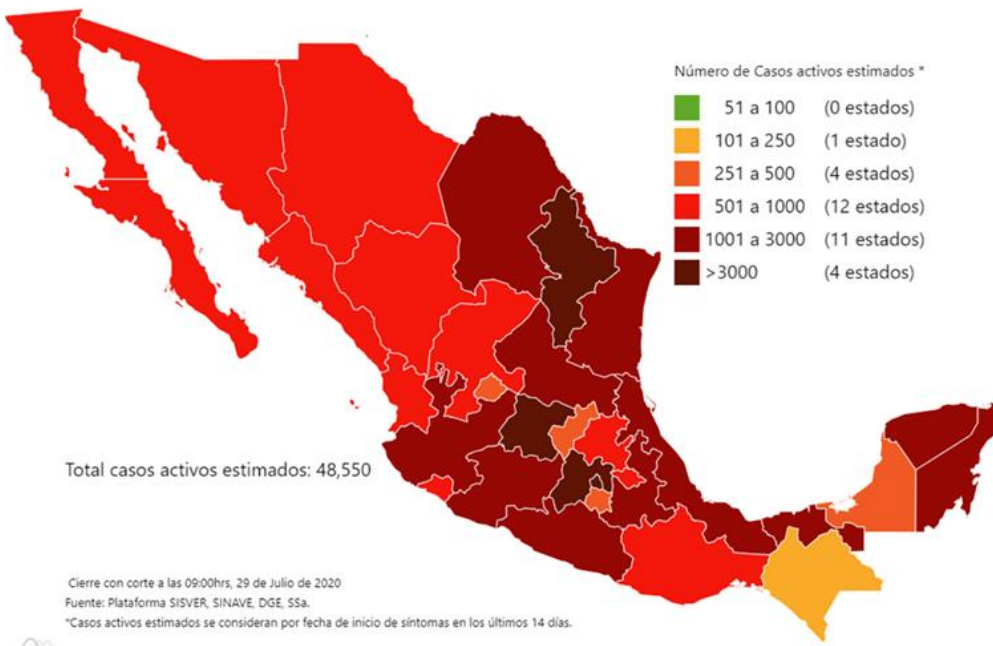 Número de Casos activos estimados *
51 a 100 (0 estados)
101 a 250 (1 estado)
251 a 500 (4 estados)
501 a 1000 (12 estados)
1001 a 3000 (11 estados)
>3000 (4 estados)
Total casos activos estimados: 48,550
Cierre con corte a las 09:00hrs, 29 de Julio de 2020
Fuente: Plataforma SISVER, SINAVE, DGE, SSa.
*Casos activos estimados se consideran por fecha de inicio de síntomas en los últimos 14 días.